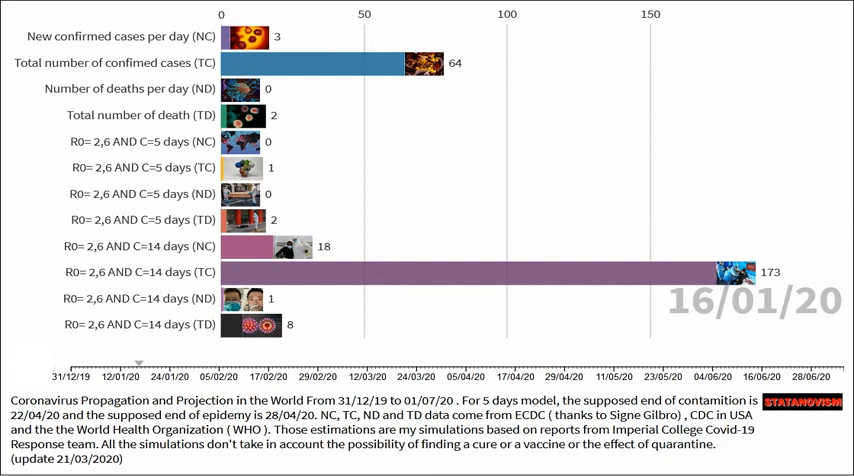 0 50 100 150
New confirmed cases per day (NC) 3
Total number of confimed cases (TC) 64
Number of deaths per day (ND) 0
Total number of death (TD) 2
R0= 2,6 AND C=5 days (NC) 0
R0= 2,6 AND C=5 days (TC) 1
R0= 2,6 AND C=5 days (ND) 0
R0= 2,6 AND C=5 days (TD) 2
R0= 2,6 AND C=14 days (NC) 18
R0= 2,6 AND C=14 days (TC) 173
R0= 2,6 AND C=14 days (ND) 1
R0= 2,6 AND C=14 days (TD) 8
16/01/20
31/12/19 12/01/20 24/01/20 05/02/20 17/02/20 29/02/20 12/03/20 24/03/20 05/04/20 17/04/20 29/04/20 11/05/20 23/05/20 04/06/20 16/06/20 28/06/20
Coronavirus Propagation and Projection in the World From 31/12/19 to 01/07/20 . For 5 days model, the supposed end of contamition is
22/04/20 and the supposed end of epidemy is 28/04/20. NC, TC, ND and TD data come from ECDC ( thanks to Signe Gilbro) , CDC in USA
and the the World Health Organization ( WHO ). Those estimations are my simulations based on reports from Imperial College Covid-19
Response team. All the simulations don't take in account the possibility of finding a cure or a vaccine or the effect of quarantine.
(update 21/03/2020)
STATANOVISM